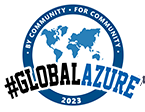 BY COMMUNITY • FOR COMMUNITY
#GLOBALAZURE
2023